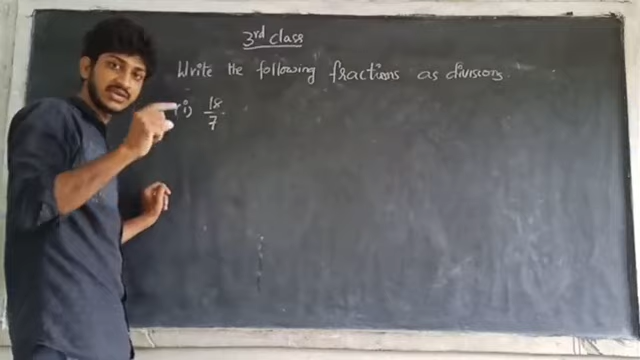 3rd class
Write the following fractions as divisions
i) 18/7